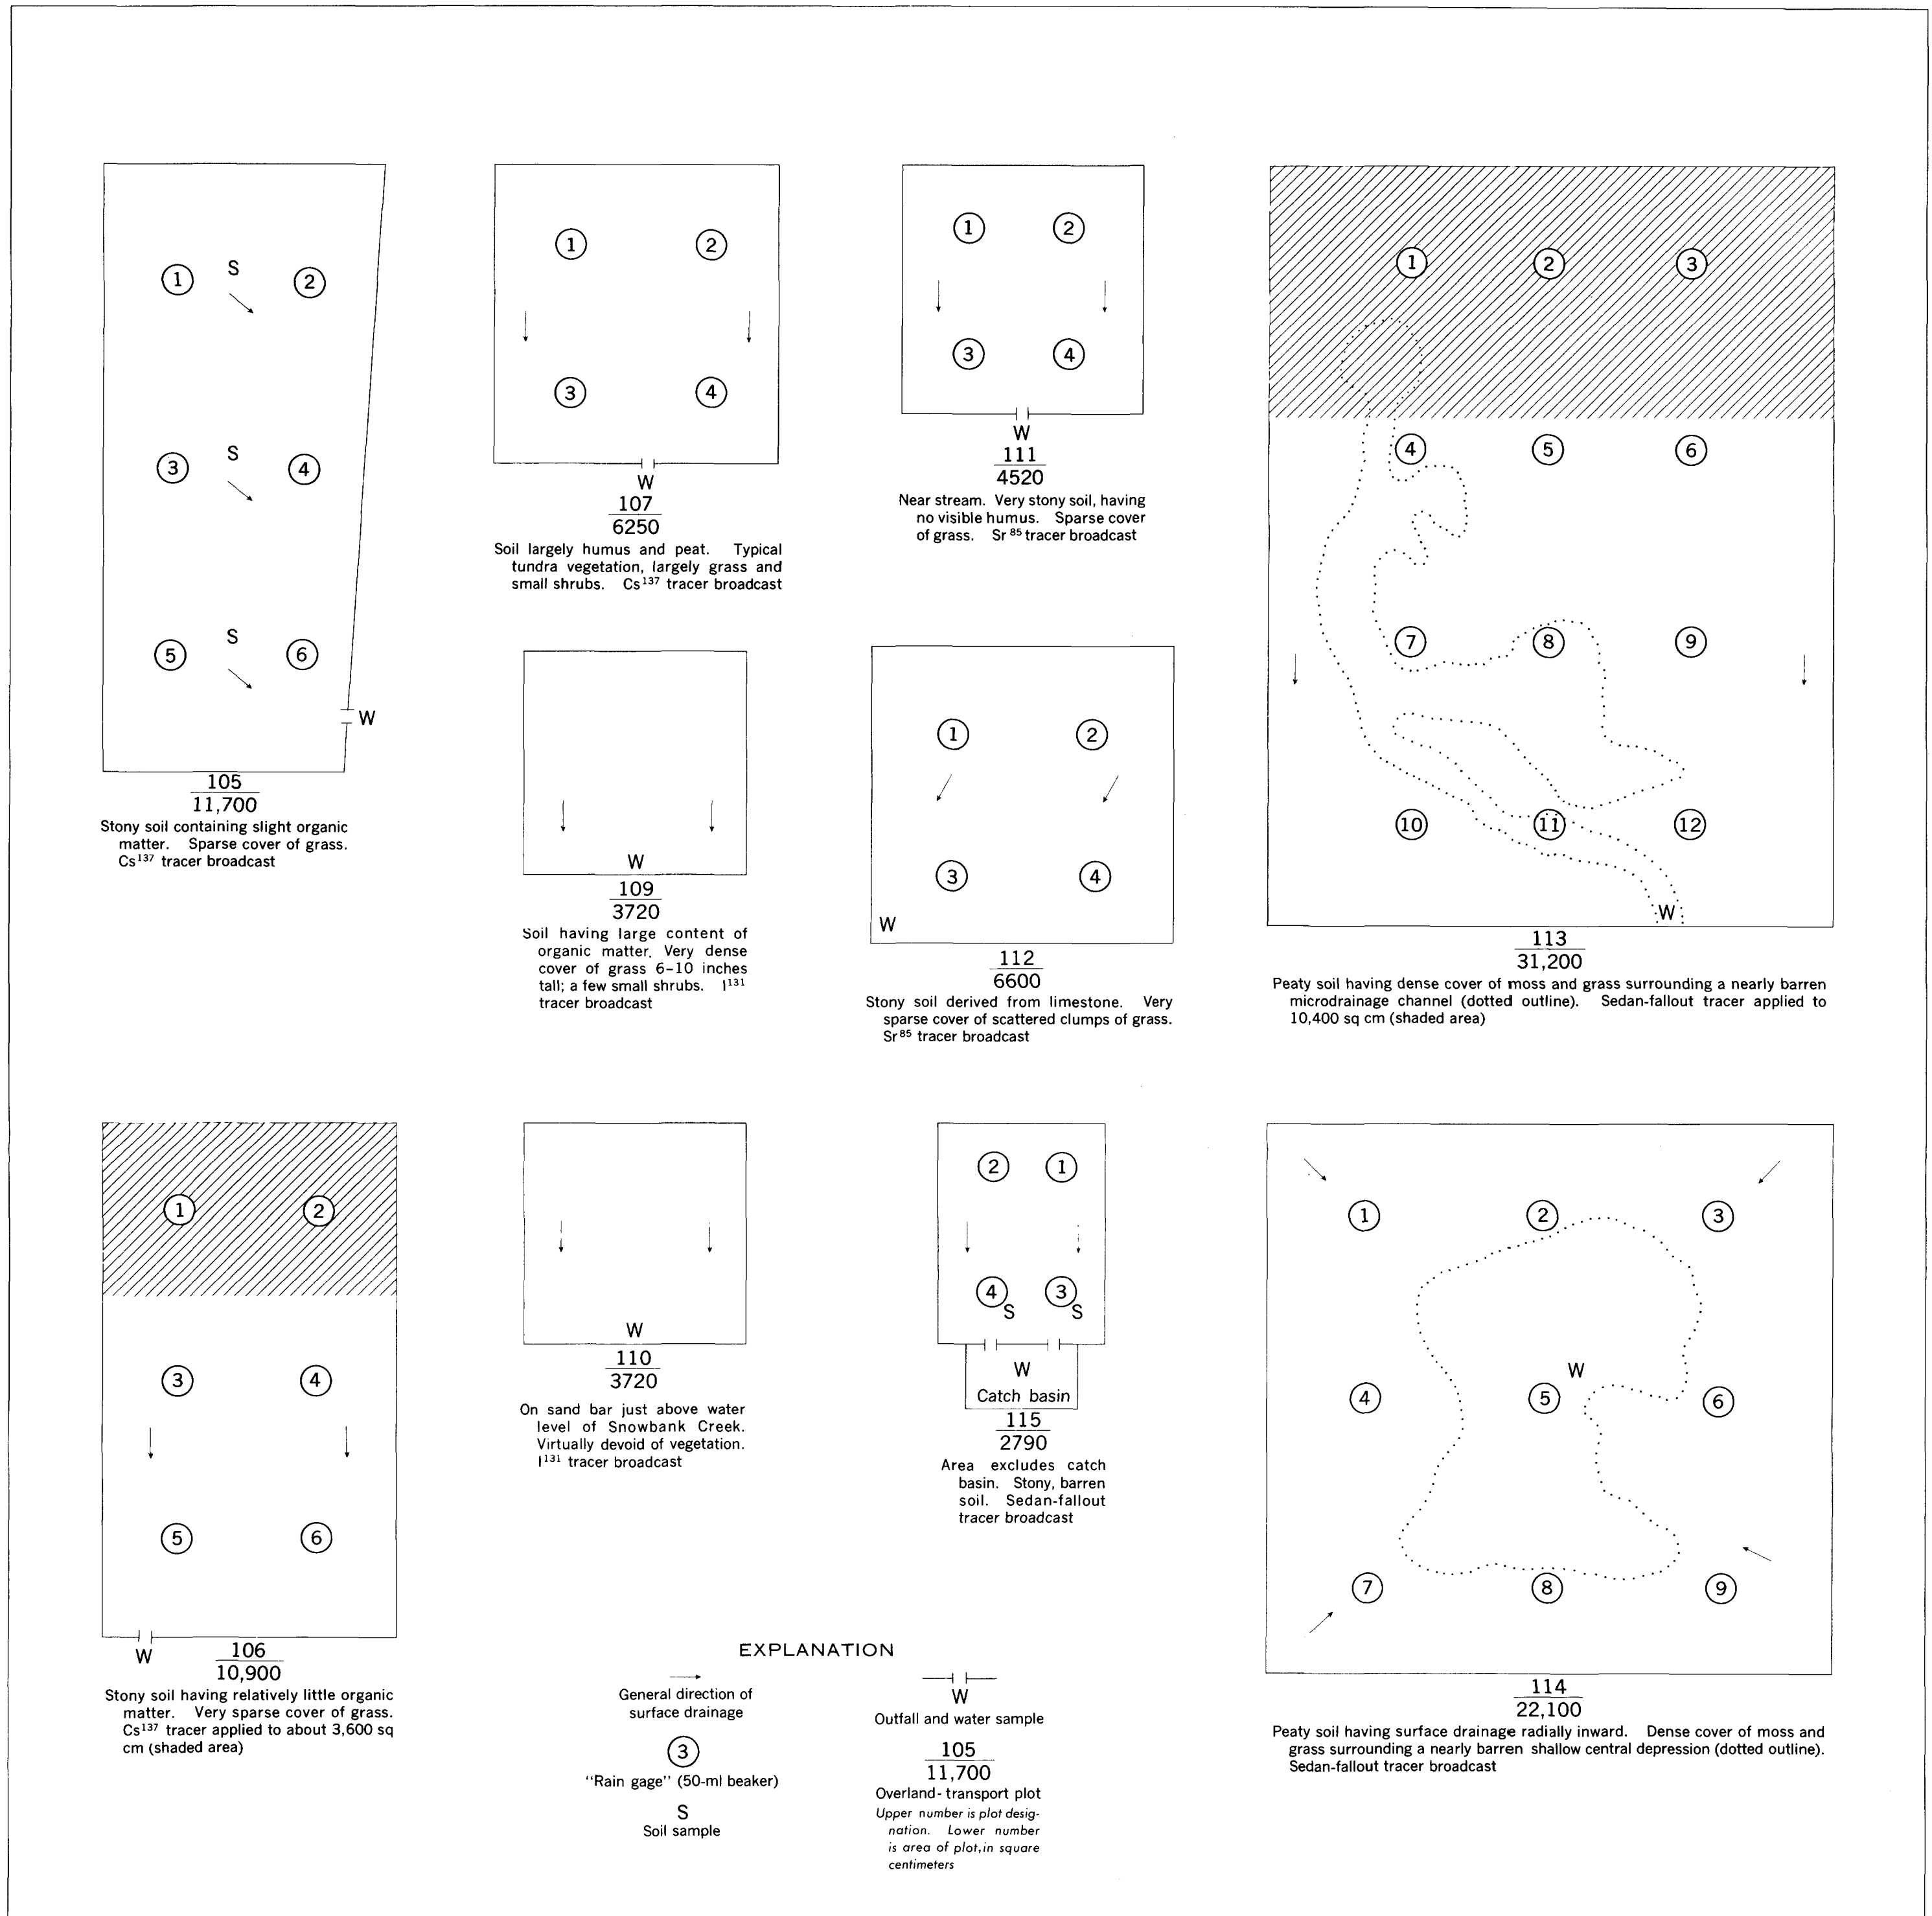 1
S
2
3
S
4
5
S
6
W
105
11,700
Stony soil containing slight organic
matter. Sparse cover of grass.
Cs137 tracer broadcast
1
2
3
4
W
107
6250
Soil largely humus and peat. Typical
tundra vegetation, largely grass and
small shrubs. Cs137 tracer broadcast
1
2
3
4
W
111
4520
Near stream. Very stony soil, having
no visible humus. Sparse cover
of grass. Sr85 tracer broadcast
W
109
3720
Soil having large content of
organic matter. Very dense
cover of grass 6-10 inches
tall; a few small shrubs. I131
tracer broadcast
1
2
3
4
W
112
6600
Stony soil derived from limestone. Very
sparse cover of scattered clumps of grass.
Sr85 tracer broadcast
1
2
3
4
5
6
7
8
9
10
11
12
W
113
31,200
Peaty soil having dense cover of moss and grass surrounding a nearly barren
microdrainage channel (dotted outline). Sedan-fallout tracer applied to
10,400 sq cm (shaded area)
1
2
3
4
5
6
W
106
10,900
Stony soil having relatively little organic
matter. Very sparse cover of grass.
Cs137 tracer applied to about 3,600 sq
cm (shaded area)
W
110
3720
On sand bar just above water
level of Snowbank Creek.
Virtually devoid of vegetation.
I131 tracer broadcast
2
1
4
S
3
S
W
Catch basin
115
2790
Area excludes catch
basin. Stony, barren
soil. Sedan-fallout
tracer broadcast
1
2
3
4
5
W
6
7
8
9
114
22,100
Peaty soil having surface drainage radially inward. Dense cover of moss and
grass surrounding a nearly barren shallow central depression (dotted outline).
Sedan-fallout tracer broadcast
EXPLANATION
General direction of
surface drainage
3
"Rain gage" (50-ml beaker)
S
Soil sample
W
Outfall and water sample
105
11,700
Overland-transport plot
Upper number is plot desig-
nation. Lower number
is area of plot, in square
centimeters